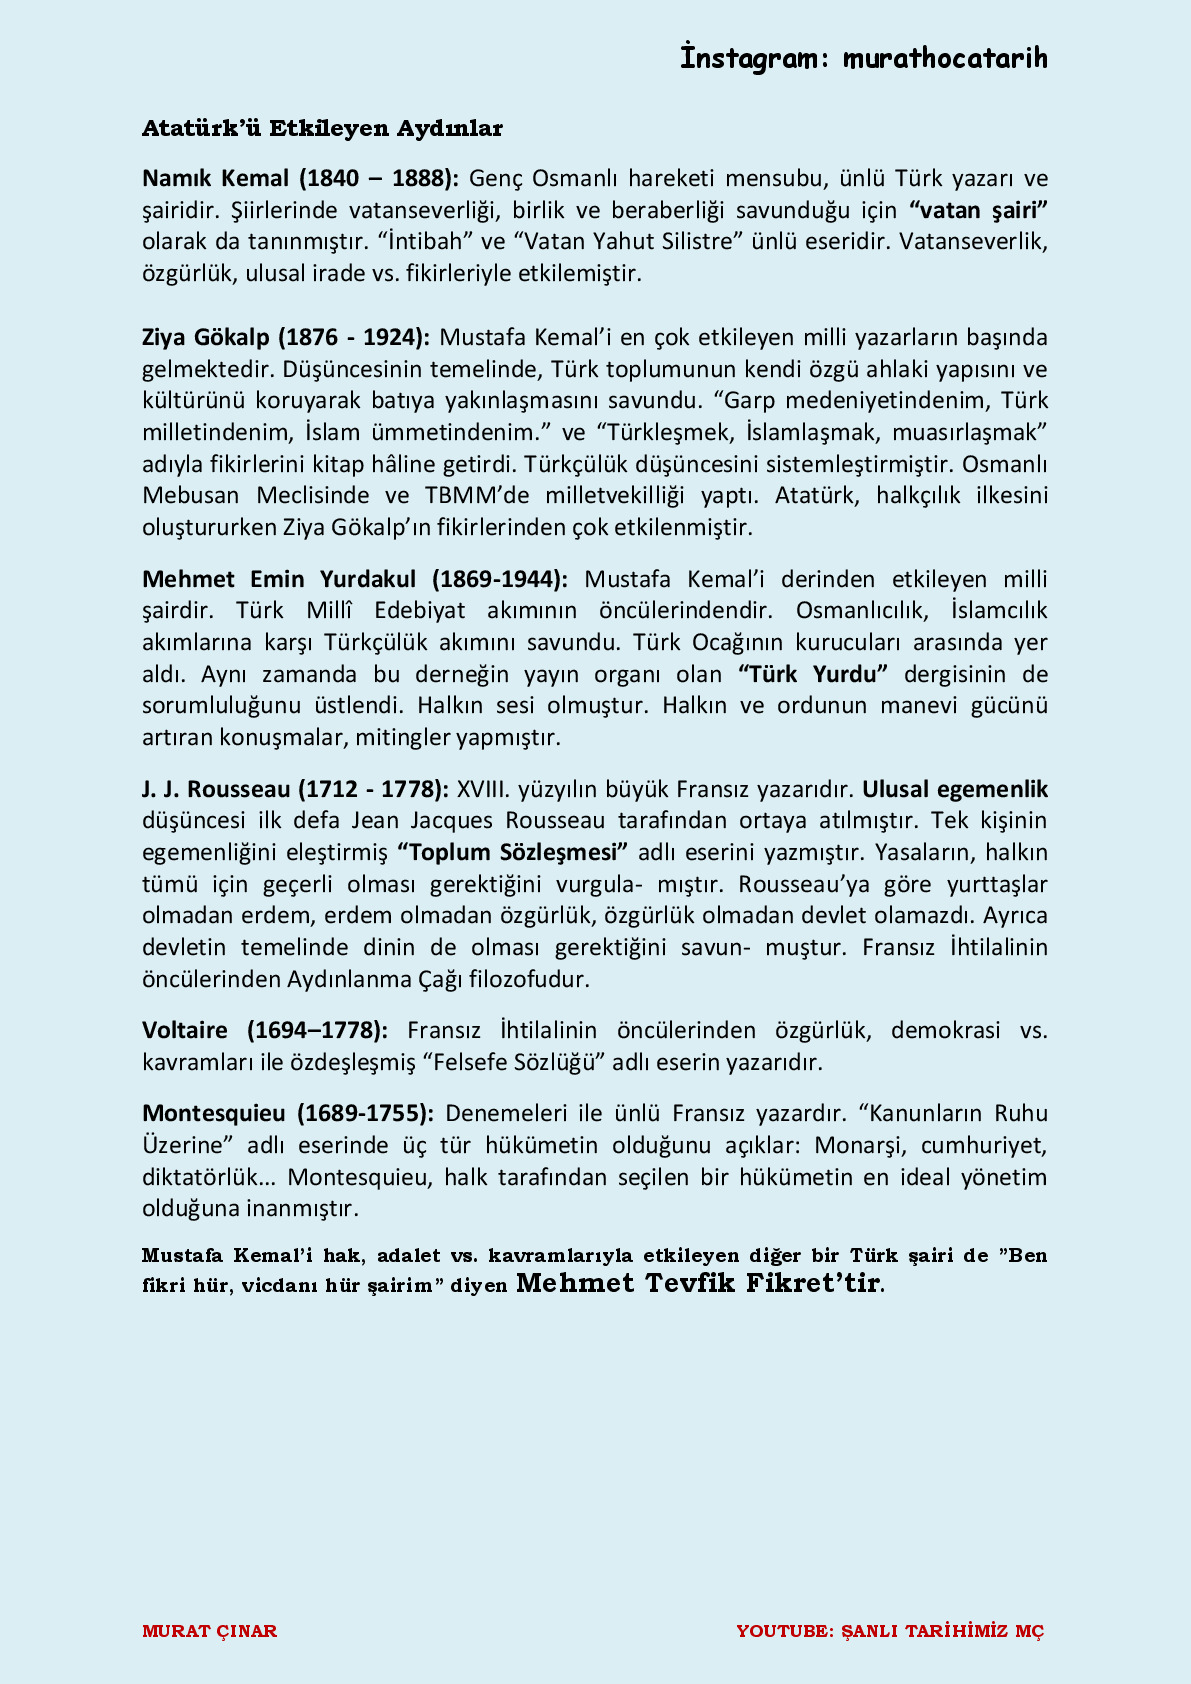 İnstagram: murathocatarih
Atatürk’ü Etkileyen Aydınlar
Namık Kemal (1840 – 1888): Genç Osmanlı hareketi mensubu, ünlü Türk yazarı ve
şairidir. Şiirlerinde vatanseverliği, birlik ve beraberliği savunduğu için “vatan şairi”
olarak da tanınmıştır. “İntibah” ve “Vatan Yahut Silistre” ünlü eseridir. Vatanseverlik,
özgürlük, ulusal irade vs. fikirleriyle etkilemiştir.
Ziya Gökalp (1876 - 1924): Mustafa Kemal’i en çok etkileyen milli yazarların başında
gelmektedir. Düşüncesinin temelinde, Türk toplumunun kendi özgü ahlaki yapısını ve
kültürünü koruyarak batıya yakınlaşmasını savundu. “Garp medeniyetindenim, Türk
milletindenim, İslam ümmetindenim.” ve “Türkleşmek, İslamlaşmak, muasırlaşmak”
adıyla fikirlerini kitap hâline getirdi. Türkçülük düşüncesini sistemleştirmiştir. Osmanlı
Mebusan Meclisinde ve TBMM’de milletvekilliği yaptı. Atatürk, halkçılık ilkesini
oluştururken Ziya Gökalp’ın fikirlerinden çok etkilenmiştir.
Mehmet Emin Yurdakul (1869-1944): Mustafa Kemal’i derinden etkileyen milli
şairdir. Türk Millî Edebiyat akımının öncülerindendir. Osmanlıcılık, İslamcılık
akımlarına karşı Türkçülük akımını savundu. Türk Ocağının kurucuları arasında yer
aldı. Aynı zamanda bu derneğin yayın organı olan “Türk Yurdu” dergisinin de
sorumluluğunu üstlendi. Halkın sesi olmuştur. Halkın ve ordunun manevi gücünü
artıran konuşmalar, mitingler yapmıştır.
J. J. Rousseau (1712 - 1778): XVIII. yüzyılın büyük Fransız yazarıdır. Ulusal egemenlik
düşüncesi ilk defa Jean Jacques Rousseau tarafından ortaya atılmıştır. Tek kişinin
egemenliğini eleştirmiş “Toplum Sözleşmesi” adlı eserini yazmıştır. Yasaların, halkın
tümü için geçerli olması gerektiğini vurgula- mıştır. Rousseau’ya göre yurttaşlar
olmadan erdem, erdem olmadan özgürlük, özgürlük olmadan devlet olamazdı. Ayrıca
devletin temelinde dinin de olması gerektiğini savun- muştur. Fransız İhtilalinin
öncülerinden Aydınlanma Çağı filozofudur.
Voltaire (1694–1778): Fransız İhtilalinin öncülerinden özgürlük, demokrasi vs.
kavramları ile özdeşleşmiş “Felsefe Sözlüğü” adlı eserin yazarıdır.
Montesquieu (1689-1755): Denemeleri ile ünlü Fransız yazardır. “Kanunların Ruhu
Üzerine” adlı eserinde üç tür hükümetin olduğunu açıklar: Monarşi, cumhuriyet,
diktatörlük... Montesquieu, halk tarafından seçilen bir hükümetin en ideal yönetim
olduğuna inanmıştır.
Mustafa Kemal’i hak, adalet vs. kavramlarıyla etkileyen diğer bir Türk şairi de ”Ben
fikri hür, vicdanı hür şairim” diyen Mehmet Tevfik Fikret’tir.
MURAT ÇINAR YOUTUBE: ŞANLI TARİHİMİZ MÇ